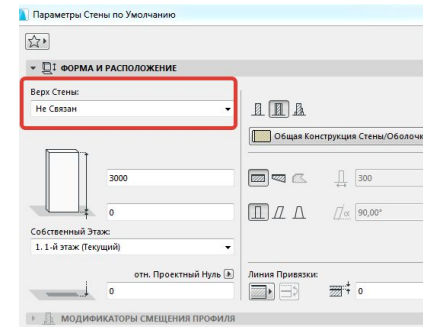 Параметры Стены по Умолчанию
ФОРМА И РАСПОЛОЖЕНИЕ
Верх Стены:
Не Связан
Общая Конструкция Стены/Оболочк
3000
300
0
α 90,00°
Собственный Этаж:
1. 1-й этаж (Текущий)
отн. Проектный Нуль
Линия Привязки:
0
0
МОДИФИКАТОРЫ СМЕЩЕНИЯ ПРОФИЛЯ